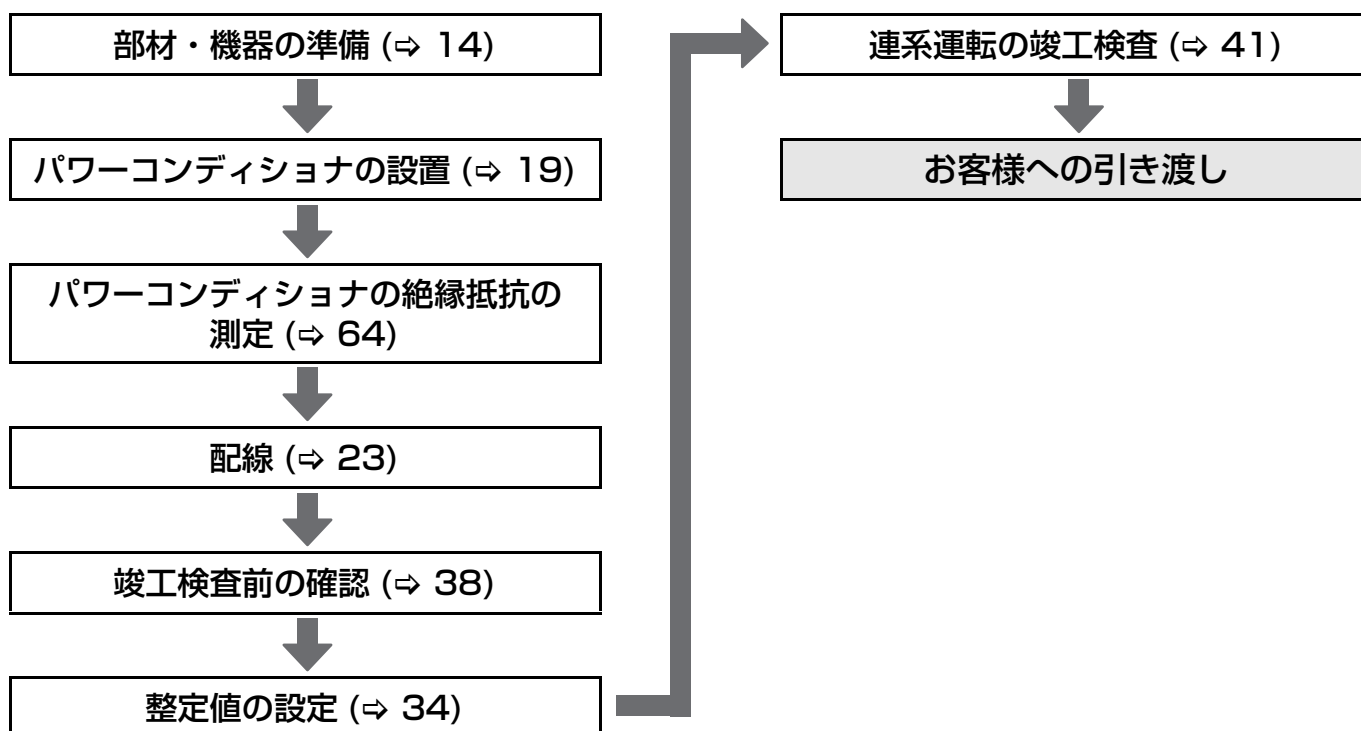 部材・機器の準備 (⇨ 14)
パワーコンディショナの設置 (⇨ 19)
パワーコンディショナの絶縁抵抗の
測定 (⇨ 64)
配線 (⇨ 23)
竣工検査前の確認 (⇨ 38)
整定値の設定 (⇨ 34)
連系運転の竣工検査 (⇨ 41)
お客様への引き渡し